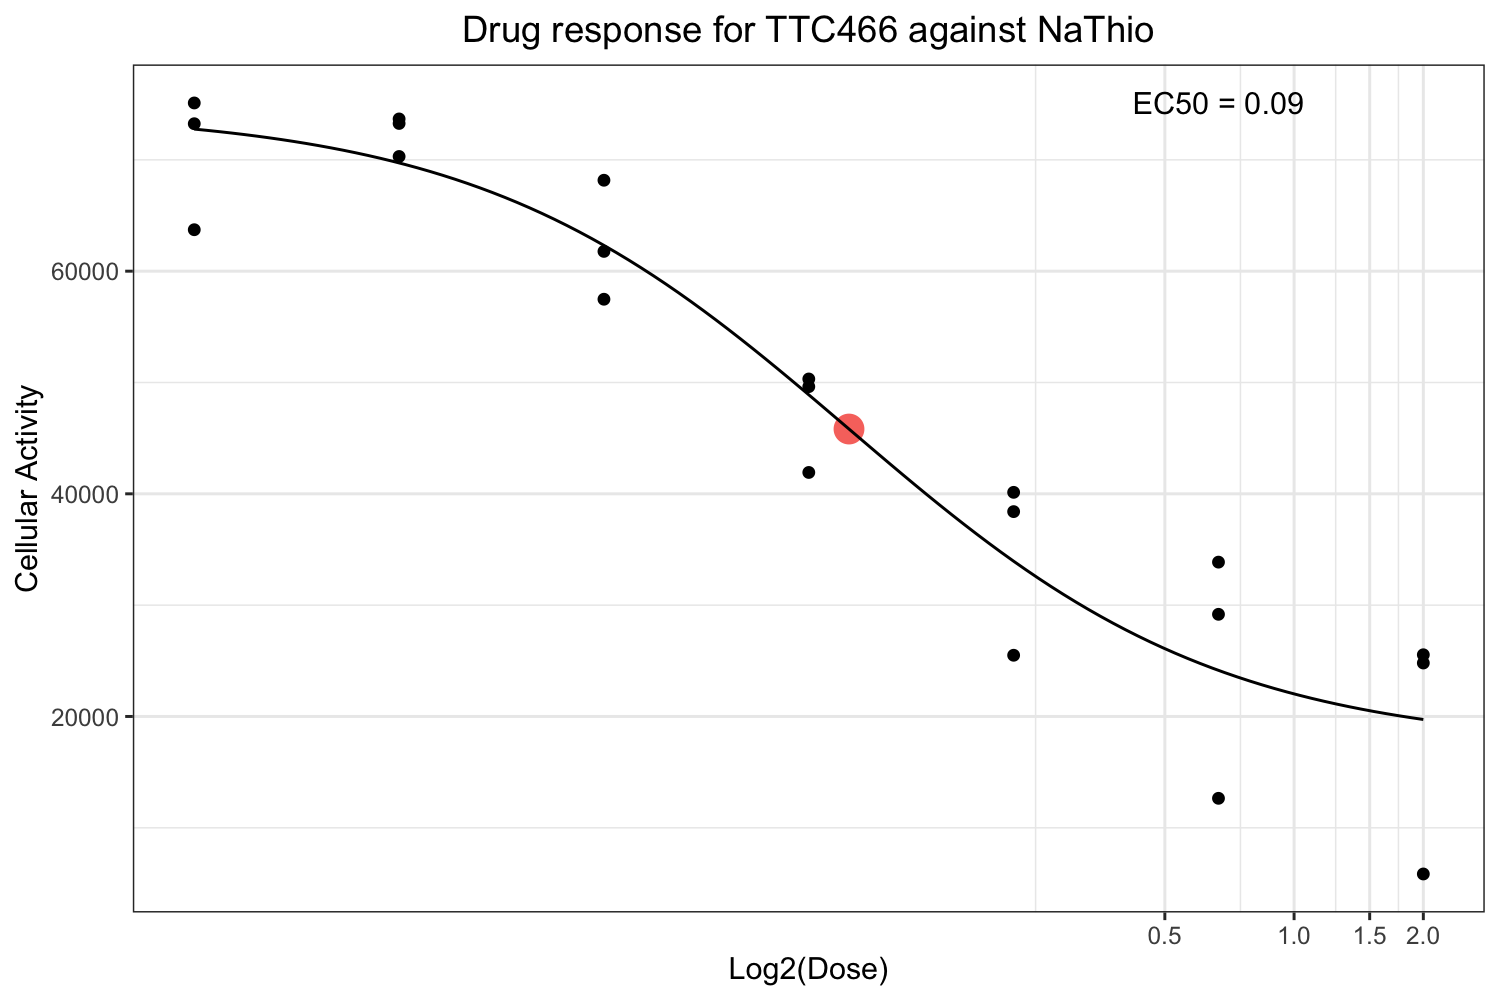 Drug response for TTC466 against NaThio
EC50 = 0.09
60000
40000
20000
Cellular Activity
0.5 1.0 1.5 2.0
Log2(Dose)